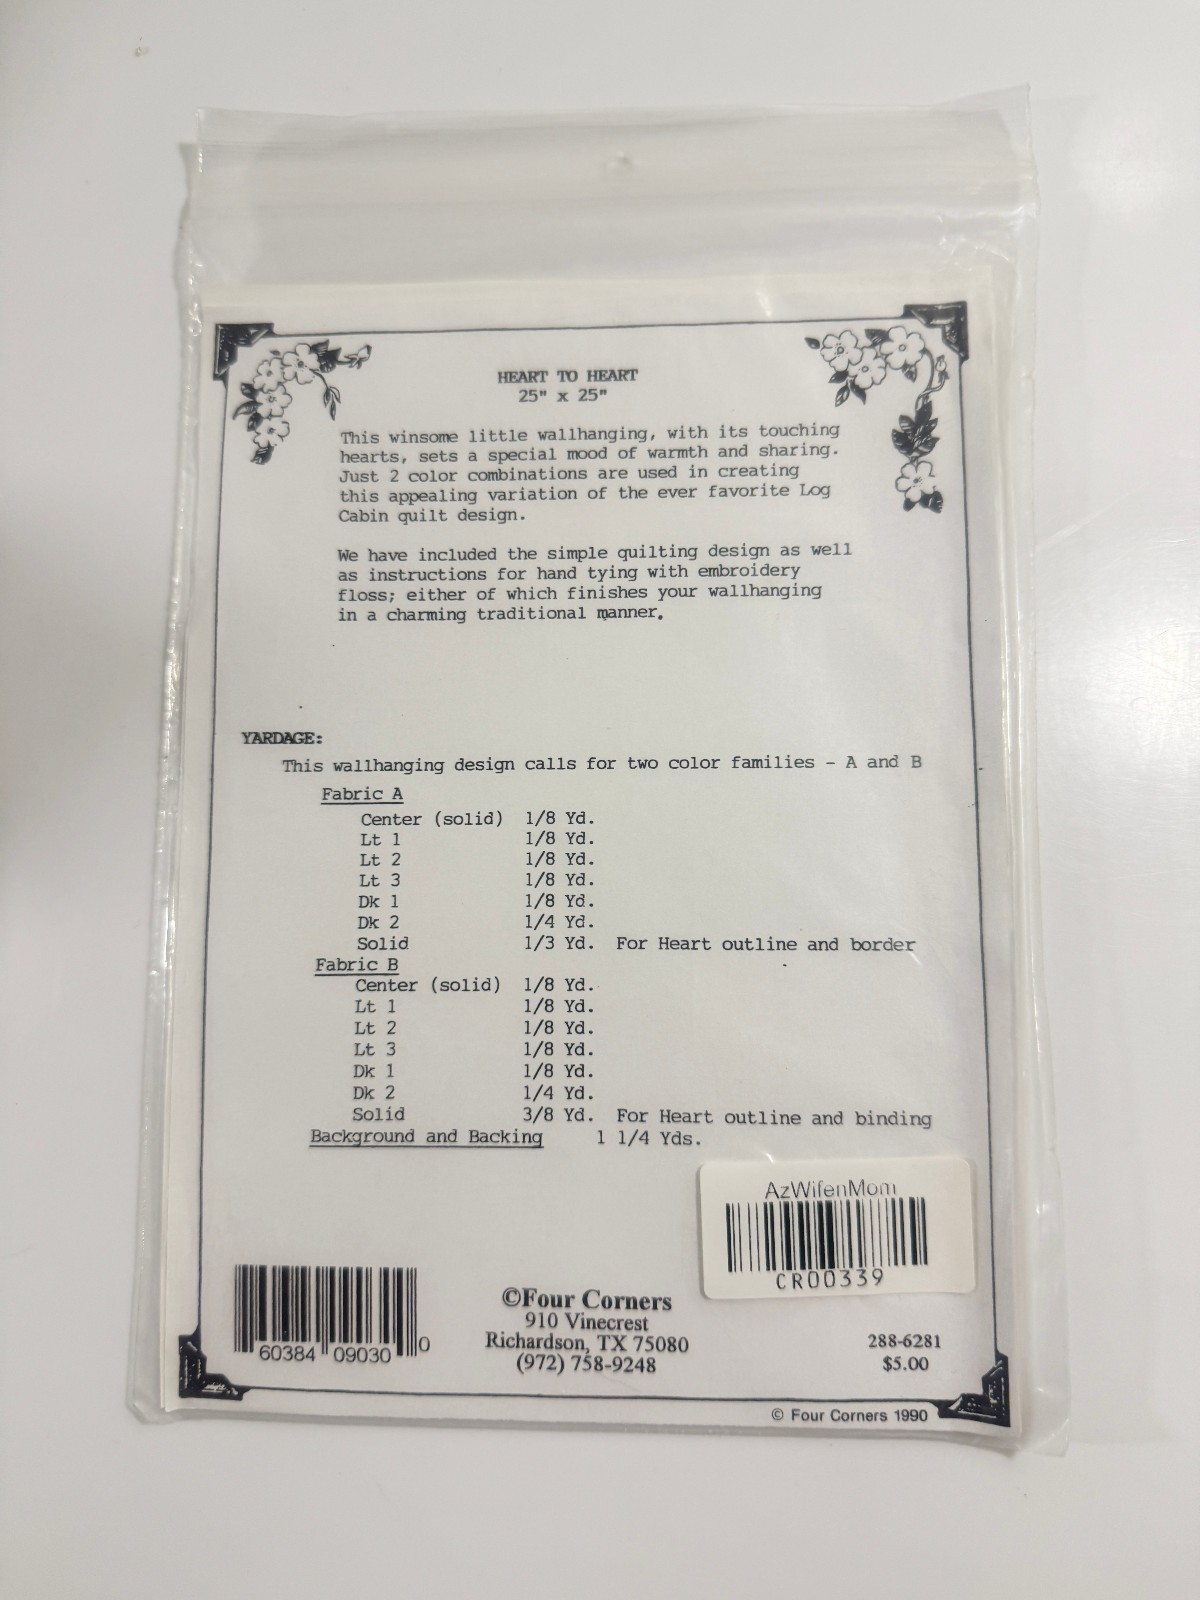 HEART TO HEART
25" x 25"
This winsome little wallhanging, with its touching
hearts, sets a special mood of warmth and sharing.
Just 2 color combinations are used in creating
this appealing variation of the ever favorite Log
Cabin quilt design.
We have included the simple quilting design as well
as instructions for hand tying with embroidery
floss; either of which finishes your wallhanging
in a charming traditional manner.
YARDAGE:
This wallhanging design calls for two color families - A and B
Fabric A
Center (solid) 1/8 Yd.
Lt 1 1/8 Yd.
Lt 2 1/8 Yd.
Lt 3 1/8 Yd.
Dk 1 1/8 Yd.
Dk 2 1/4 Yd.
Solid 1/3 Yd. For Heart outline and border
Fabric B
Center (solid) 1/8 Yd.
Lt 1 1/8 Yd.
Lt 2 1/8 Yd.
Lt 3 1/8 Yd.
Dk 1 1/8 Yd.
Dk 2 1/4 Yd.
Solid 3/8 Yd. For Heart outline and binding
Background and Backing 1 1/4 Yds.
AzWifenMom
CR00339
60384 09030 0
©Four Corners
910 Vinecrest
Richardson, TX 75080
(972) 758-9248
288-6281
$5.00
© Four Corners 1990